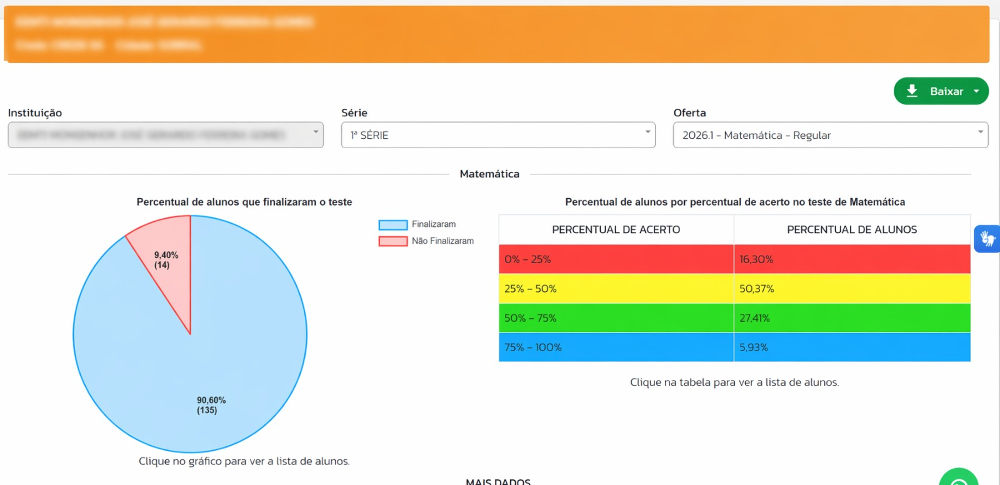 Baixar
Instituição
Série
Oferta
1ª SÉRIE
2026.1 - Matemática - Regular
Matemática
Percentual de alunos que finalizaram o teste
Finalizaram
Não Finalizaram
9,40%
(14)
90,60%
(135)
Clique no gráfico para ver a lista de alunos.
Percentual de alunos por percentual de acerto no teste de Matemática
PERCENTUAL DE ACERTO PERCENTUAL DE ALUNOS
0% - 25% 16,30%
25% - 50% 50,37%
50% - 75% 27,41%
75% - 100% 5,93%
Clique na tabela para ver a lista de alunos.
MAIS DADOS